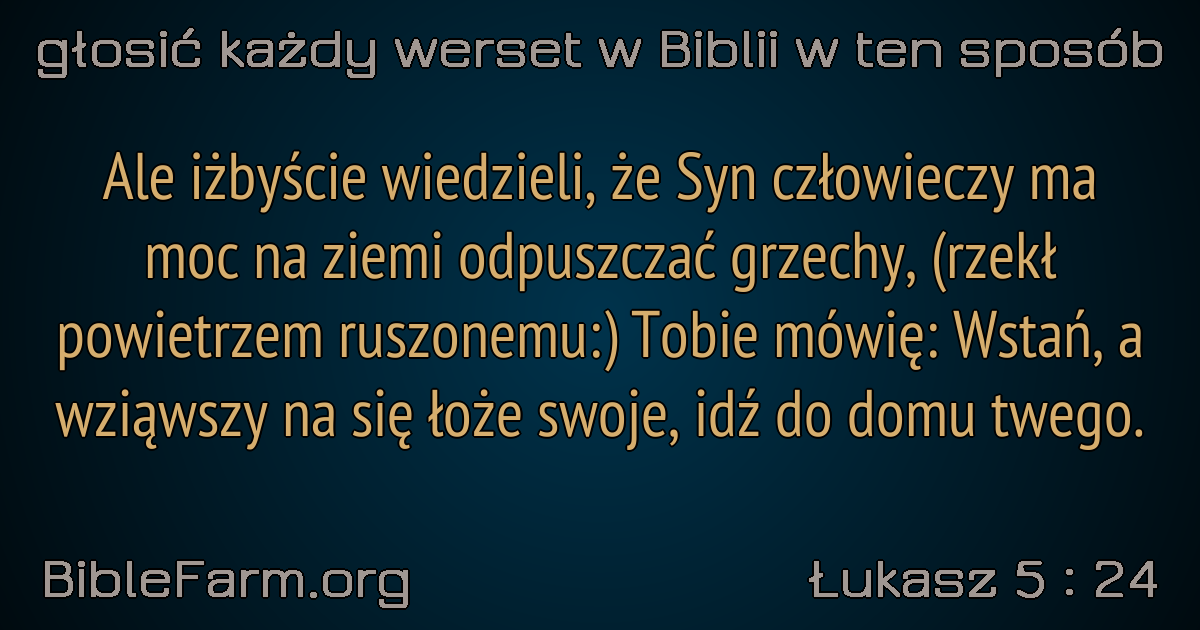 głosić każdy werset w Biblii w ten sposób
Ale iżbyście wiedzieli, że Syn człowieczy ma
moc na ziemi odpuszczać grzechy, (rzekł
powietrzem ruszonemu:) Tobie mówię: Wstań, a
wziąwszy na się łoże swoje, idź do domu twego.
BibleFarm.org
Łukasz 5 : 24